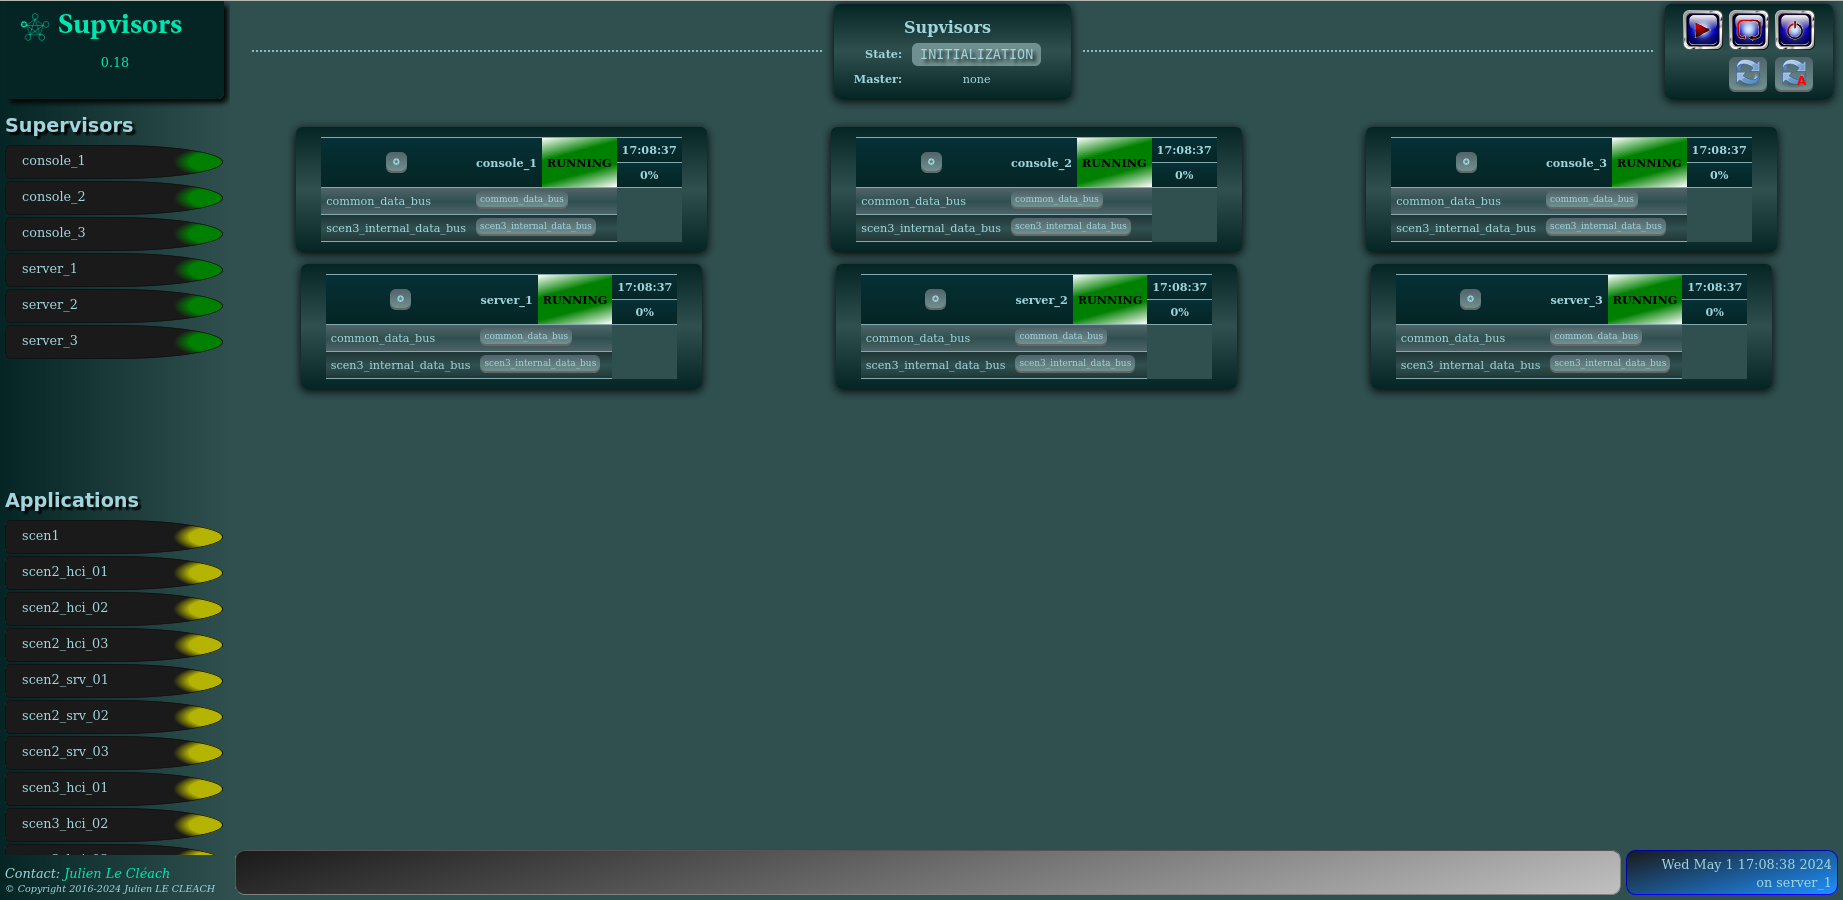 Supvisors
0.18
Supvisors
State: INITIALIZATION
Master: none
A
Supervisors
console_1
console_2
console_3
server_1
server_2
server_3
console_1 RUNNING 17:08:37
0%
common_data_bus common_data_bus
scen3_internal_data_bus scen3_internal_data_bus
console_2 RUNNING 17:08:37
0%
common_data_bus common_data_bus
scen3_internal_data_bus scen3_internal_data_bus
console_3 RUNNING 17:08:37
0%
common_data_bus common_data_bus
scen3_internal_data_bus scen3_internal_data_bus
server_1 RUNNING 17:08:37
0%
common_data_bus common_data_bus
scen3_internal_data_bus scen3_internal_data_bus
server_2 RUNNING 17:08:37
0%
common_data_bus common_data_bus
scen3_internal_data_bus scen3_internal_data_bus
server_3 RUNNING 17:08:37
0%
common_data_bus common_data_bus
scen3_internal_data_bus scen3_internal_data_bus
Applications
scen1
scen2_hci_01
scen2_hci_02
scen2_hci_03
scen2_srv_01
scen2_srv_02
scen2_srv_03
scen3_hci_01
scen3_hci_02
Contact: Julien Le Cléach
© Copyright 2016-2024 Julien LE CLEACH
Wed May 1 17:08:38 2024
on server_1